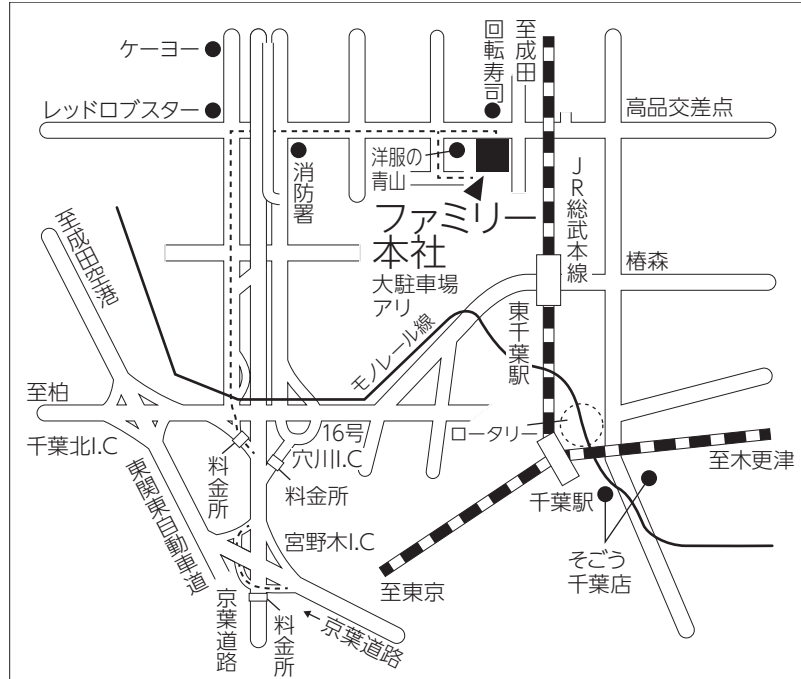 ケーヨー
レッドロブスター
回転寿司
至成田
高品交差点
消防署
洋服の
青山
ファミリー
本社
大駐車場
アリ
JR総武本線
椿森
至成田空港
東千葉駅
モノレール線
至柏
千葉北I.C
16号
穴川I.C
ロータリー
料金所
料金所
至木更津
千葉駅
東関東自動車道
宮野木I.C
そごう
千葉店
至東京
京葉道路
料金所
←京葉道路